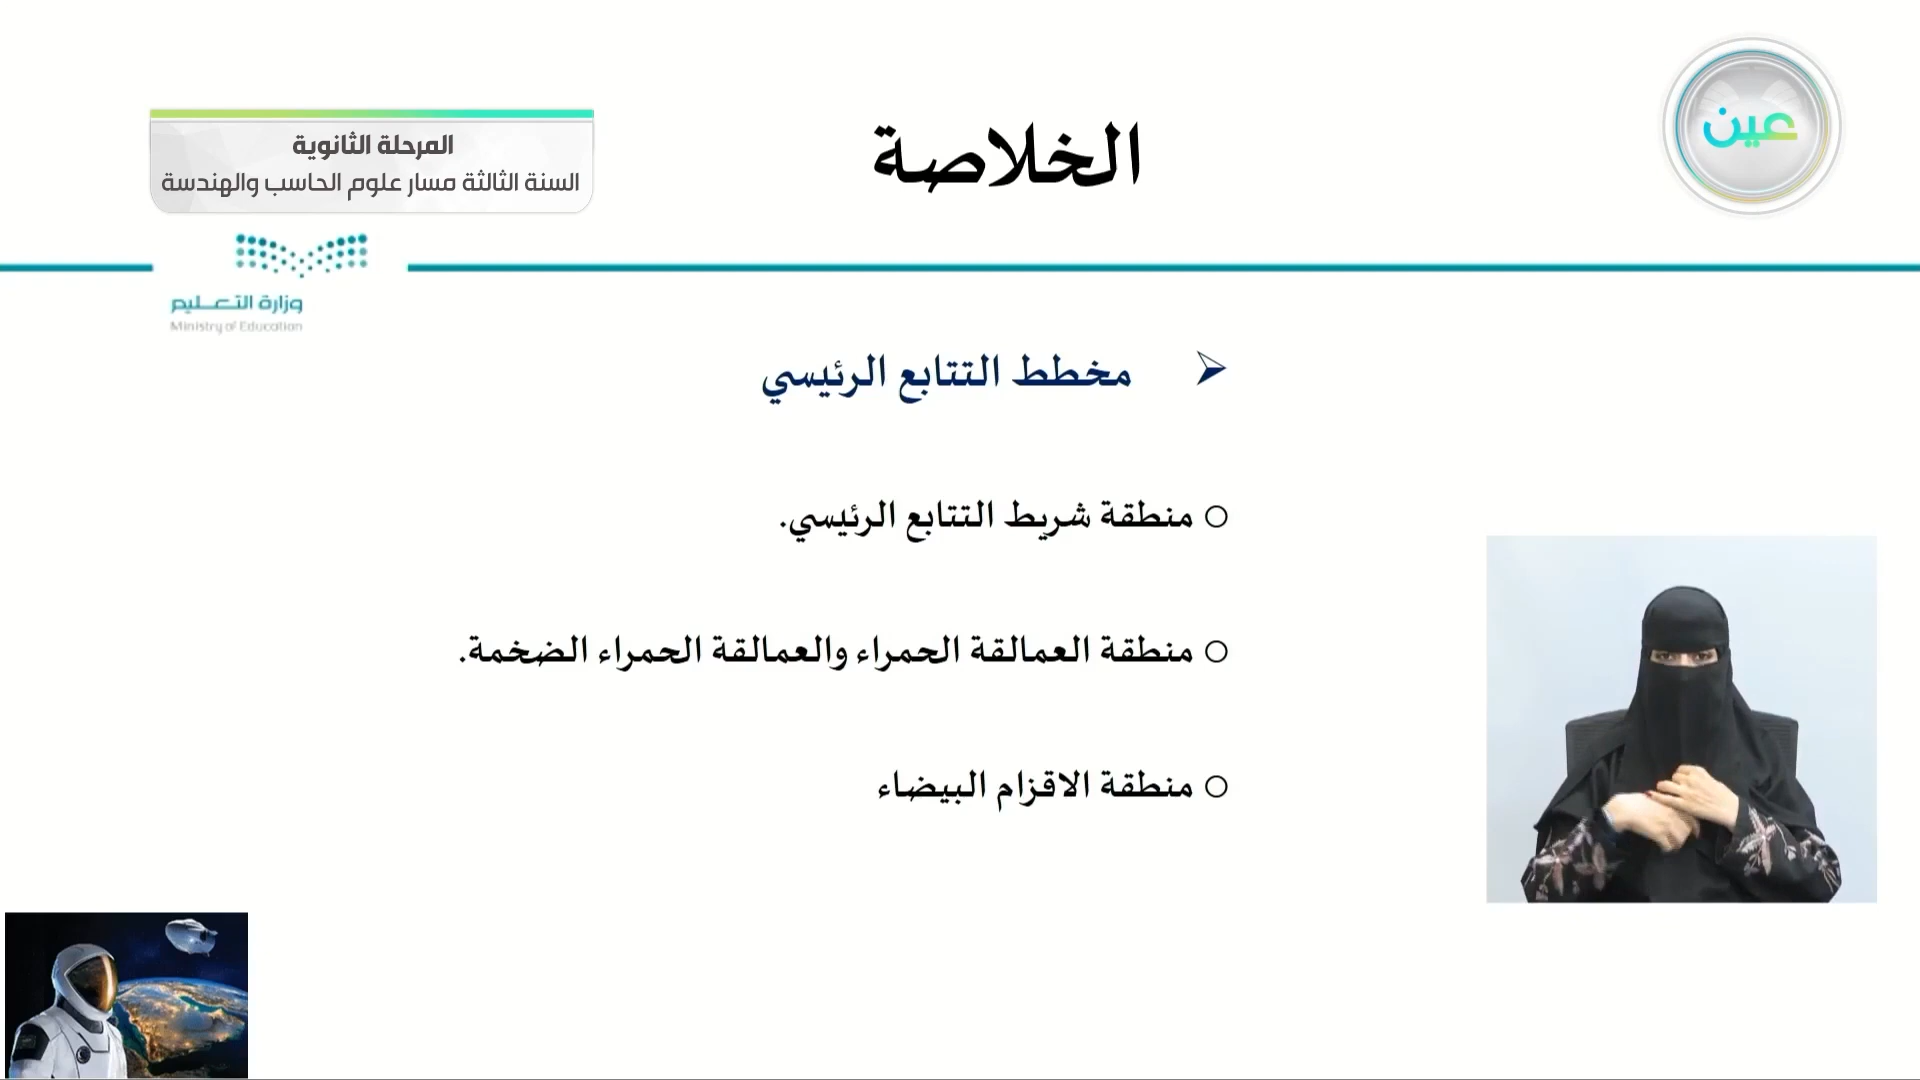 عين
الخلاصة
المرحلة الثانوية
السنة الثالثة مسار علوم الحاسب والهندسة
وزارة التعليم
Ministry of Education
مخطط التتابع الرئيسي
منطقة شريط التتابع الرئيسي.
منطقة العمالقة الحمراء والعمالقة الحمراء الضخمة.
منطقة الاقزام البيضاء